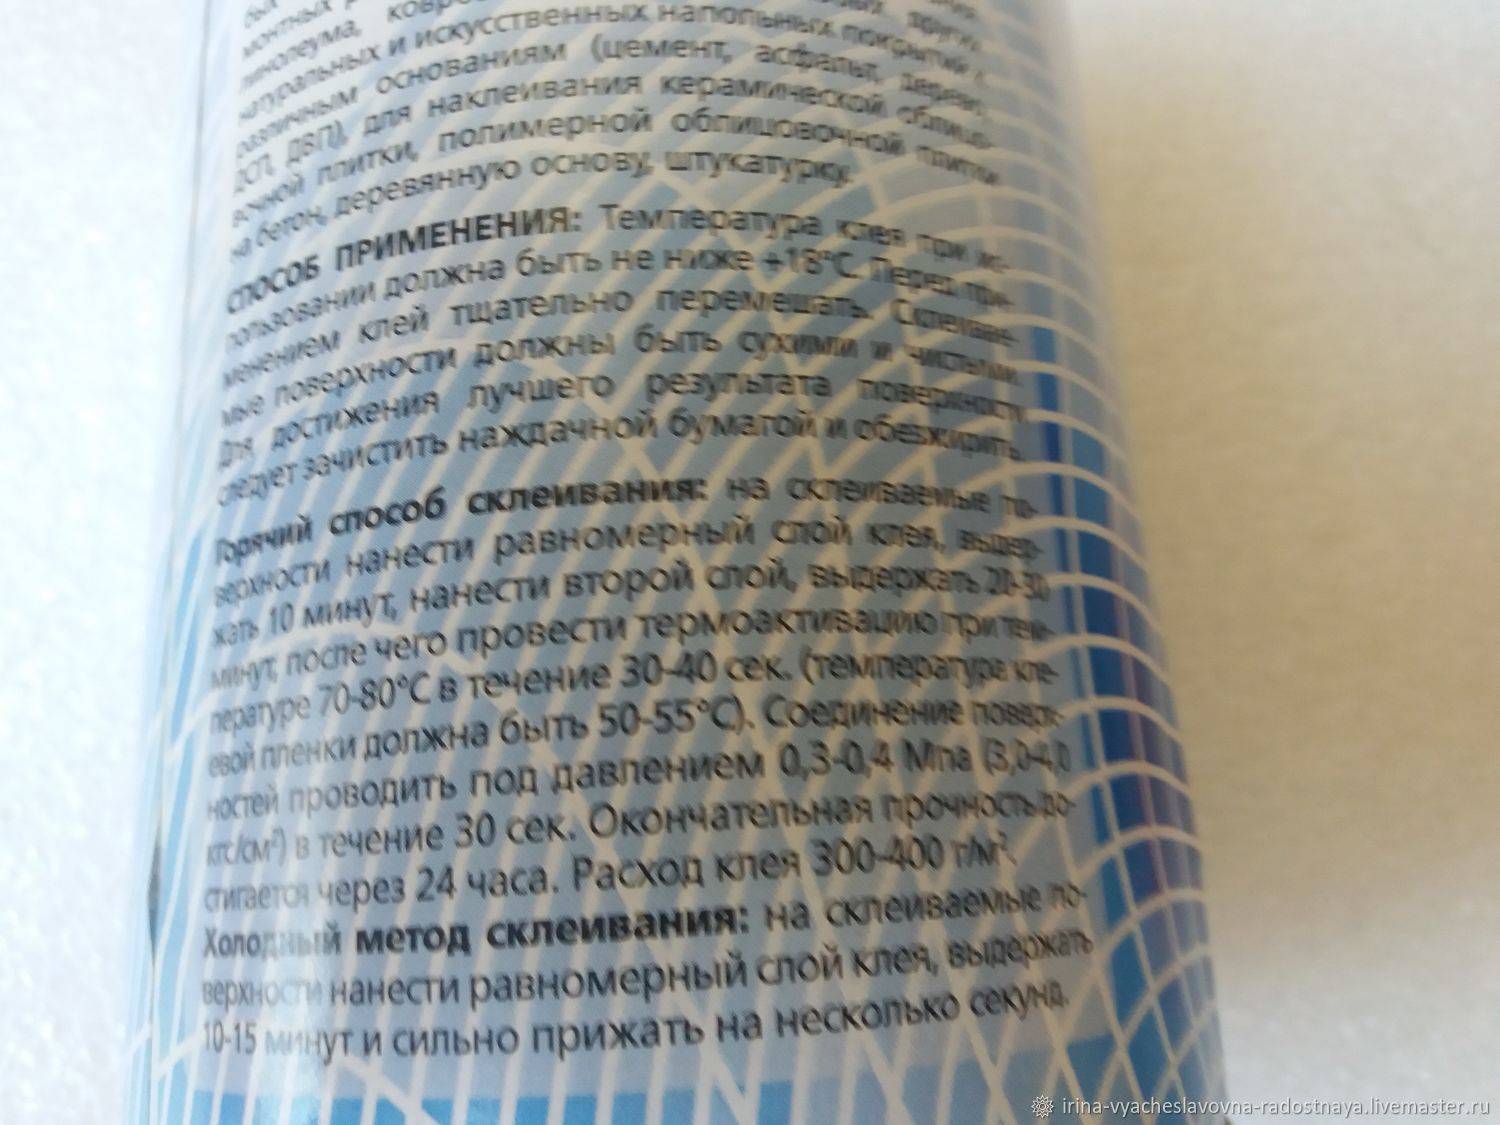 бых
монтных
линолеума, ковро
натуральных и искусственных напольных покрытий к
различным основаниям (цемент, асфальт, дерево,
ДСП, ДВП), для наклеивания керамической облицо-
вочной плитки, полимерной облицовочной плитки
на бетон, деревянную основу, штукатурку.
СПОСОБ ПРИМЕНЕНИЯ: Температура клея при ис-
пользовании должна быть не ниже +18°С. Перед при-
менением клей тщательно перемешать. Склеивае-
мые поверхности должны быть сухими и чистыми.
Для достижения лучшего результата поверхность
следует зачистить наждачной бумагой и обезжирить.
Горячий способ склеивания: на склеиваемые по-
верхности нанести равномерный слой клея, выдер-
жать 10 минут, нанести второй слой, выдержать 20-30
минут, после чего провести термоактивацию при тем-
пературе 70-80°С в течение 30-40 сек. (температура кле-
евой пленки должна быть 50-55°С). Соединение поверх-
ностей проводить под давлением 0,3-0,4 Мпа (3,0-4,0
кгс/см²) в течение 30 сек. Окончательная прочность до-
стигается через 24 часа. Расход клея 300-400 г/м².
Холодный метод склеивания: на склеиваемые по-
верхности нанести равномерный слой клея, выдержать
10-15 минут и сильно прижать на несколько секунд.
irina-vyacheslavovna-radostnaya.livemaster.ru